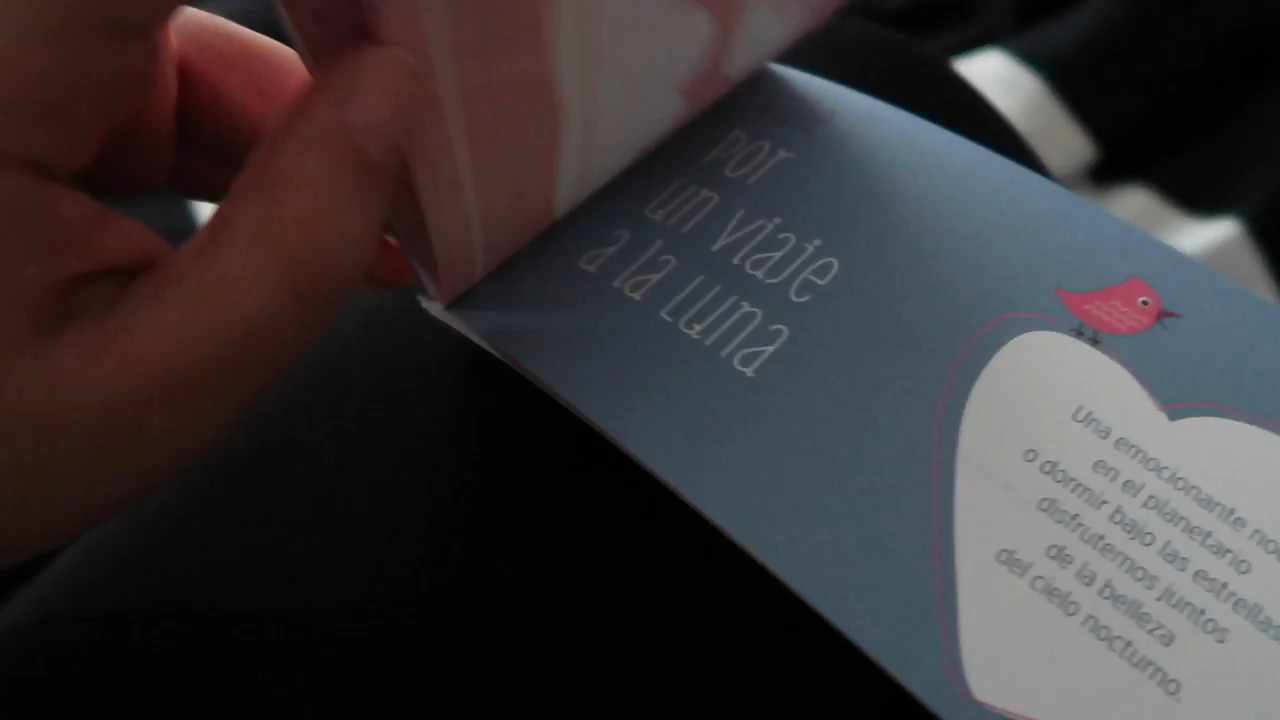 por
un viaje
a la luna
Una emocionante
en el planetario
o dormir bajo las estrellas
disfrutemos juntos
de la belleza
del cielo nocturno.